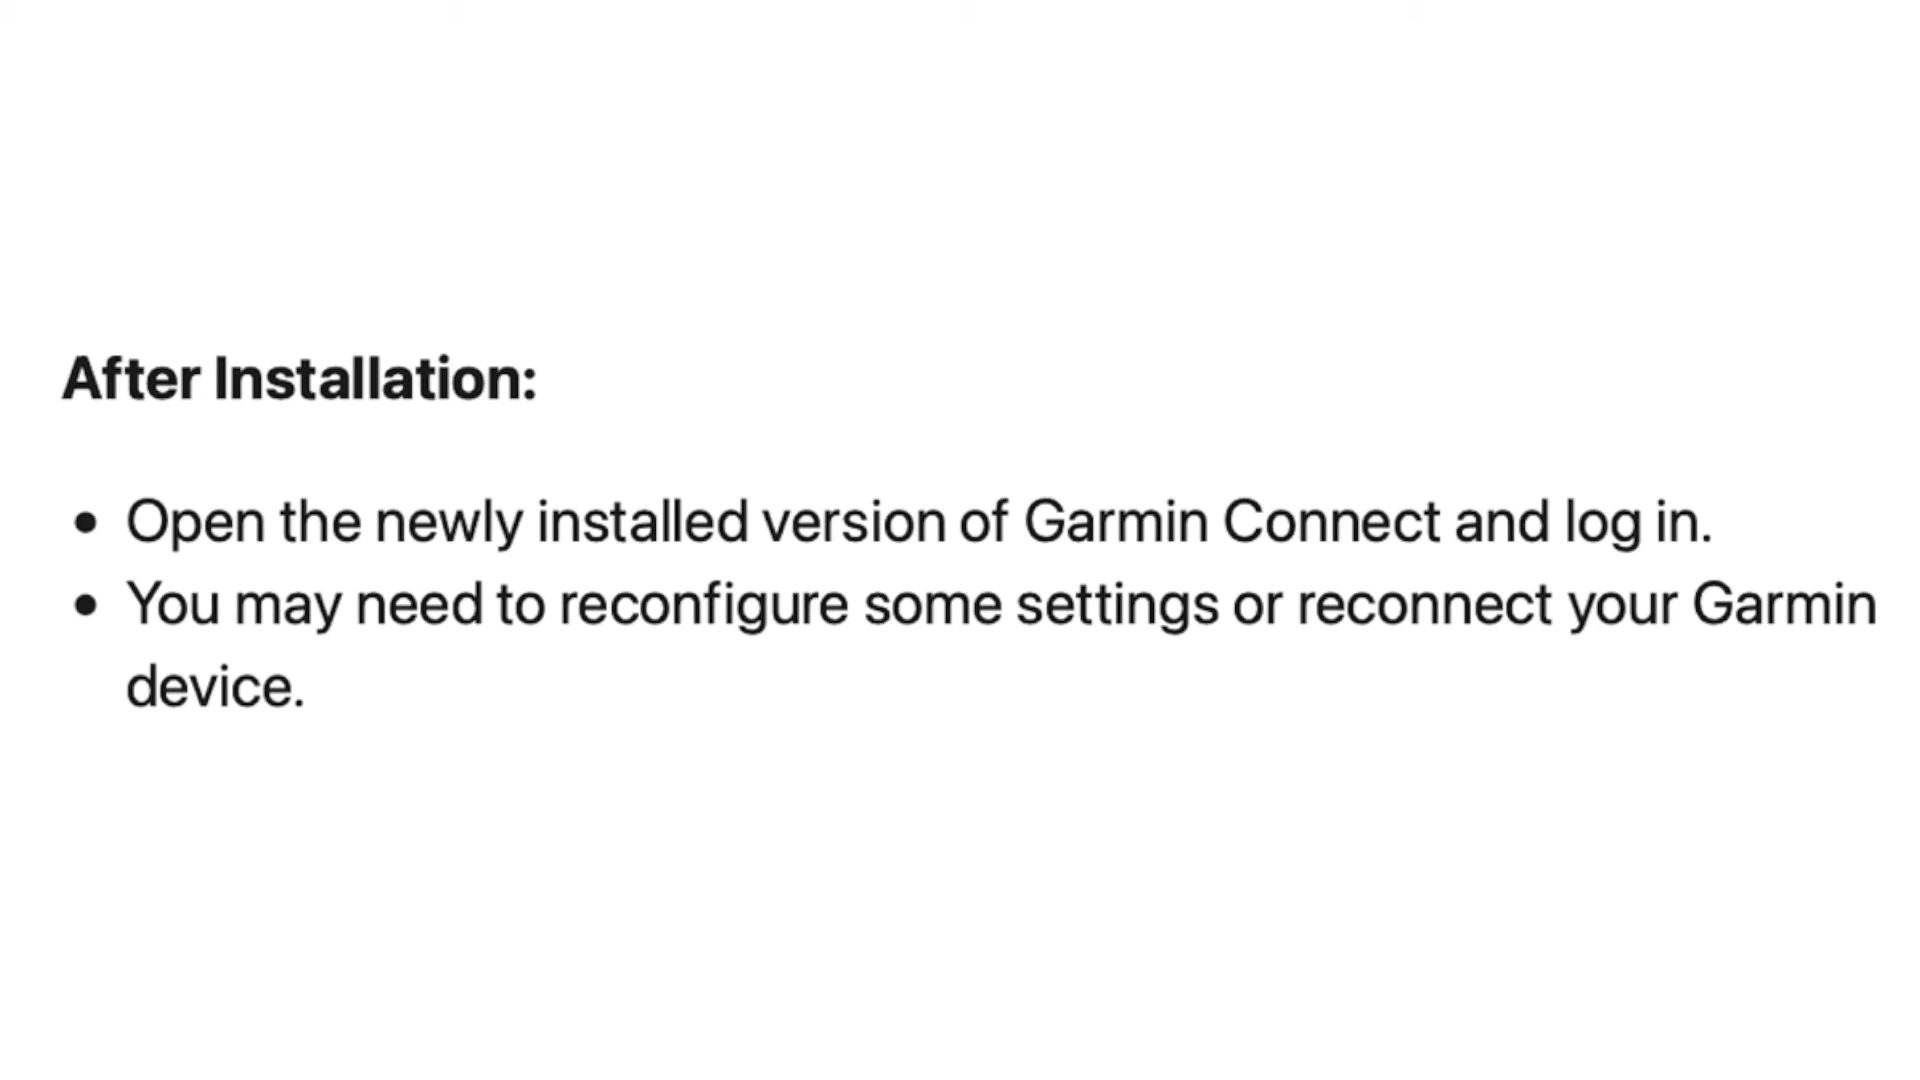 After Installation:
• Open the newly installed version of Garmin Connect and log in.
• You may need to reconfigure some settings or reconnect your Garmin
device.